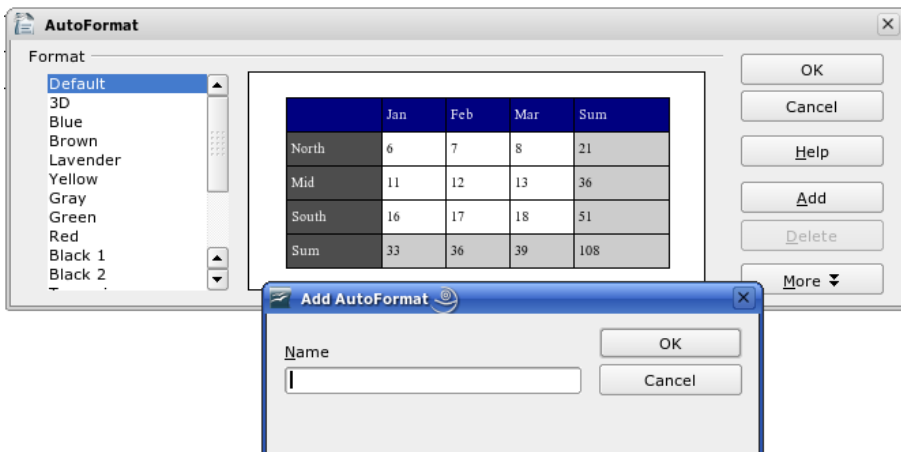 AutoFormat
Format
Default
3D
Blue
Brown
Lavender
Yellow
Gray
Green
Red
Black 1
Black 2
Jan Feb Mar Sum
North 6 7 8 21
Mid 11 12 13 36
South 16 17 18 51
Sum 33 36 39 108
OK
Cancel
Help
Add
Delete
More
Add AutoFormat
Name
OK
Cancel